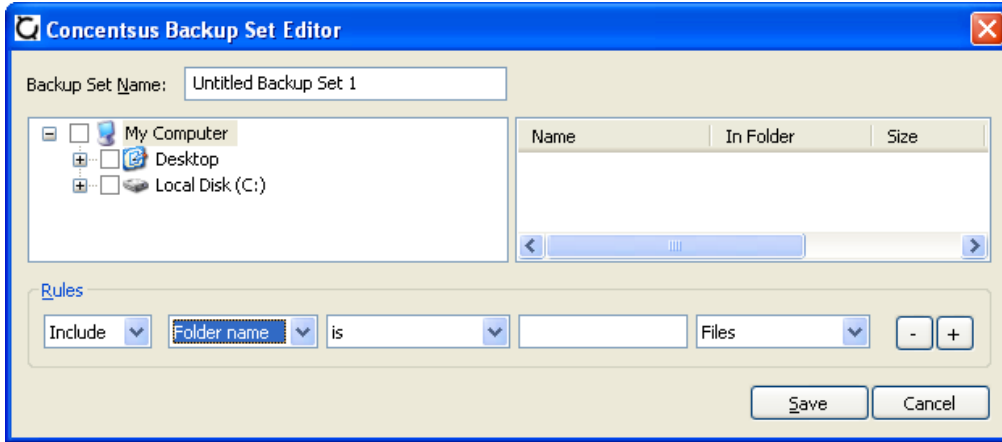 Concentsus Backup Set Editor
Backup Set Name: Untitled Backup Set 1
My Computer
Desktop
Local Disk (C:)
Name In Folder Size
Rules
Include Folder name is Files - +
Save Cancel